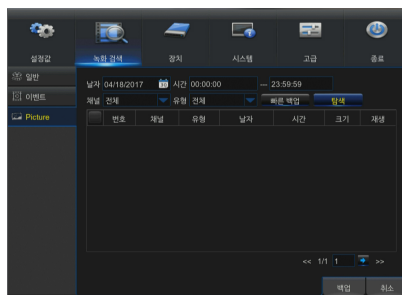 설정값 녹화 검색 장치 시스템 고급 종료
일반
이벤트
Picture
날자 04/18/2017 시간 00:00:00 --- 23:59:59
채널 전체 유형 전체 빠른 백업 탐색
번호 채널 유형 날자 시간 크기 재생
<< 1/1 1 >>
백업 취소